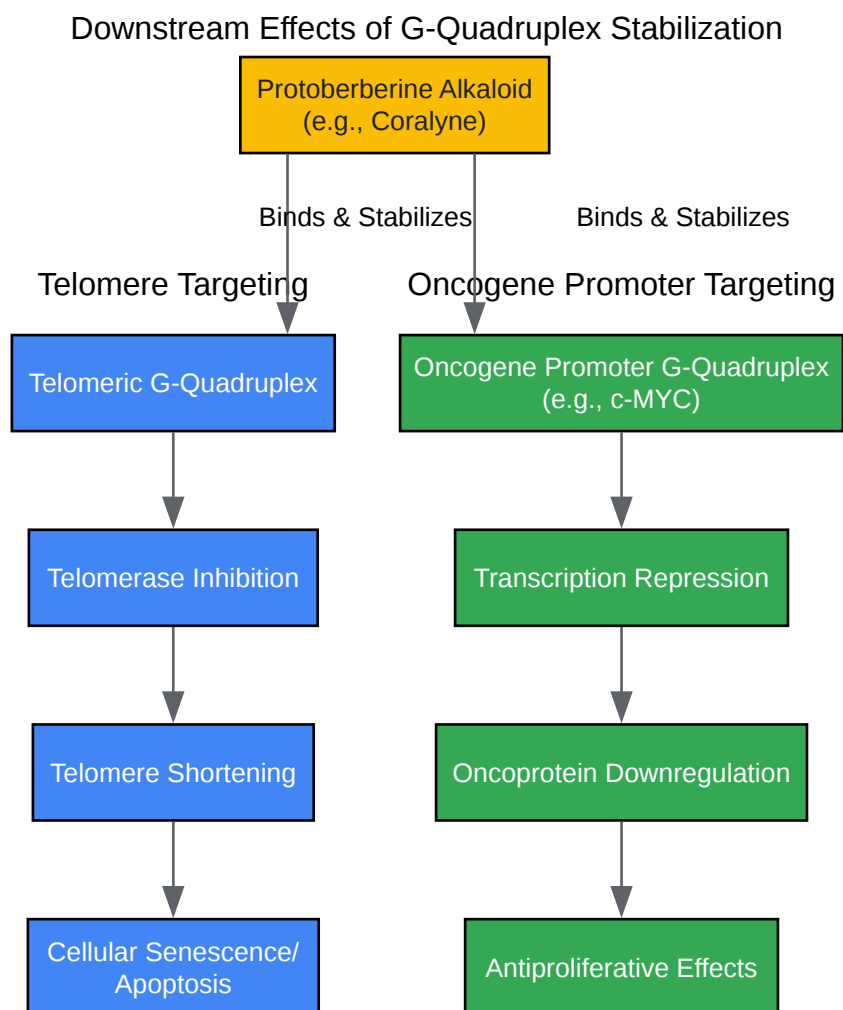 Downstream Effects of G-Quadruplex Stabilization
Protoberberine Alkaloid
(e.g., Coralyne)
Binds & Stabilizes
Binds & Stabilizes
Telomere Targeting
Oncogene Promoter Targeting
Telomeric G-Quadruplex
Oncogene Promoter G-Quadruplex
(e.g., c-MYC)
Telomerase Inhibition
Transcription Repression
Telomere Shortening
Oncoprotein Downregulation
Cellular Senescence/
Apoptosis
Antiproliferative Effects